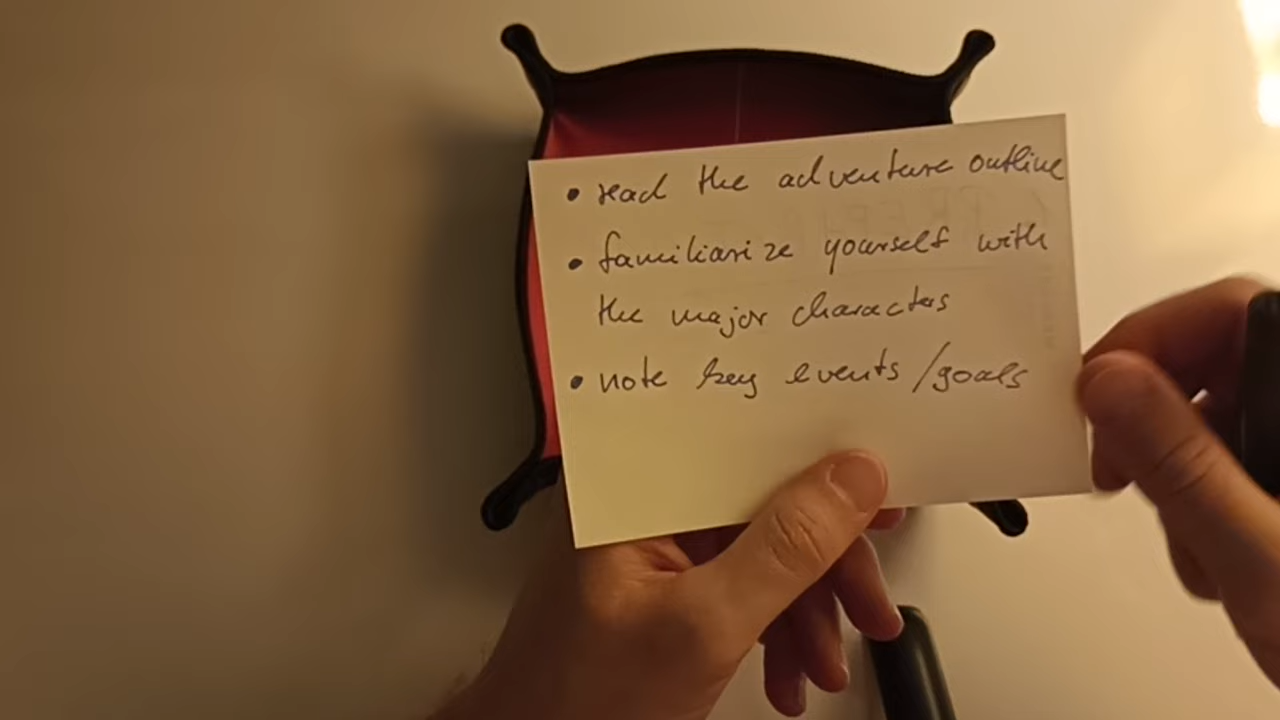 • read the adventure outline
• familiarize yourself with
the major characters
• note key events/goals